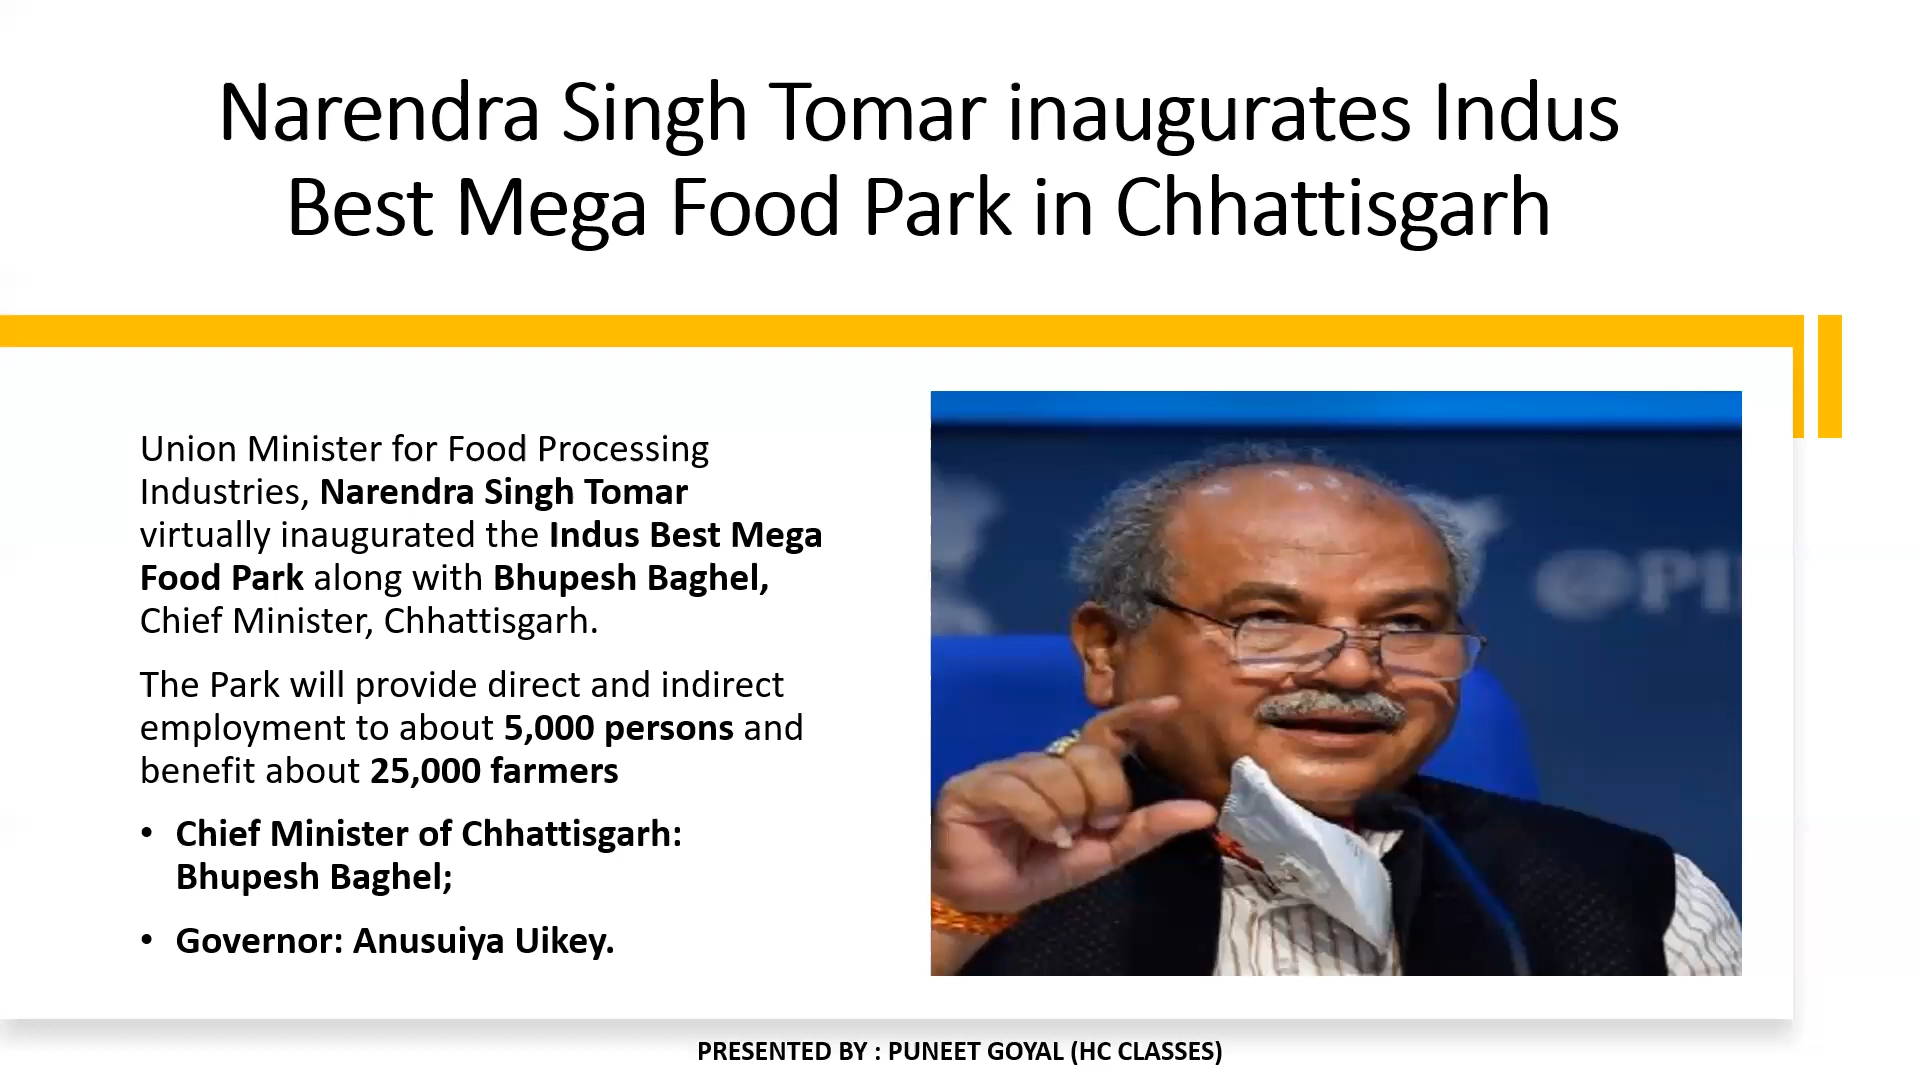 Narendra Singh Tomar inaugurates Indus
Best Mega Food Park in Chhattisgarh
Union Minister for Food Processing
Industries, Narendra Singh Tomar
virtually inaugurated the Indus Best Mega
Food Park along with Bhupesh Baghel,
Chief Minister, Chhattisgarh.
The Park will provide direct and indirect
employment to about 5,000 persons and
benefit about 25,000 farmers
• Chief Minister of Chhattisgarh:
Bhupesh Baghel;
• Governor: Anusuiya Uikey.
@PI
PRESENTED BY : PUNEET GOYAL (HC CLASSES)